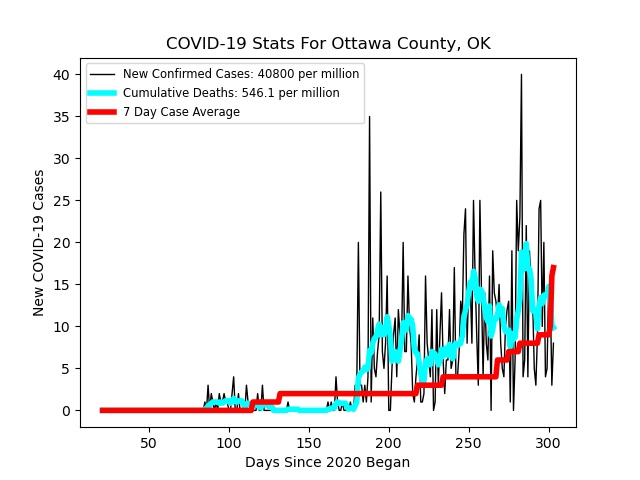 COVID-19 Stats For Ottawa County, OK
New Confirmed Cases: 40800 per million
Cumulative Deaths: 546.1 per million
7 Day Case Average
New COVID-19 Cases
40
35
30
25
20
15
10
5
0
50 100 150 200 250 300
Days Since 2020 Began